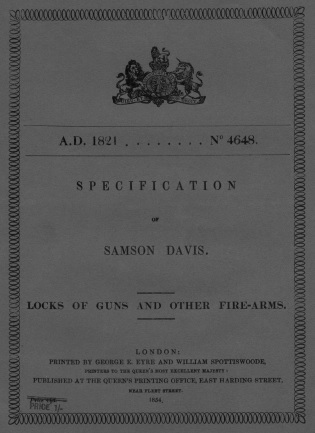 A.D. 1821 . . . . . . . . Nº 4648.
SPECIFICATION
OF
SAMSON DAVIS.
LOCKS OF GUNS AND OTHER FIRE-ARMS.
LONDON:
PRINTED BY GEORGE E. EYRE AND WILLIAM SPOTTISWOODE,
PRINTERS TO THE QUEEN'S MOST EXCELLENT MAJESTY:
PUBLISHED AT THE QUEEN'S PRINTING OFFICE, EAST HARDING STREET,
NEAR FLEET STREET.
1854.